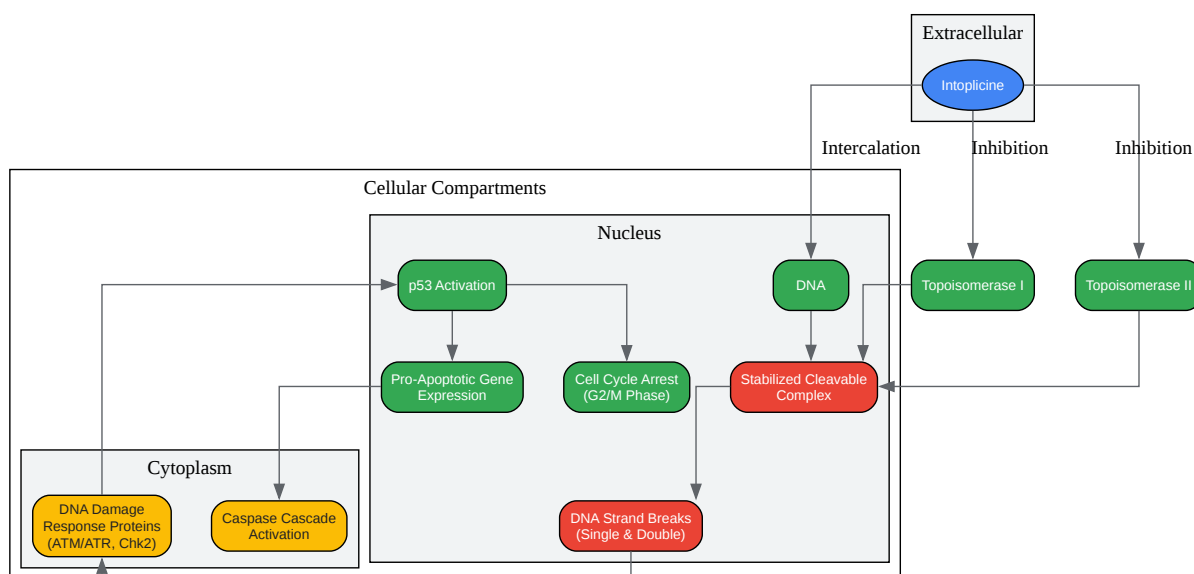 Extracellular
Intoplicine
Intercalation
Inhibition
Inhibition
Cellular Compartments
Nucleus
p53 Activation
DNA
Topoisomerase I
Topoisomerase II
Pro-Apoptotic Gene
Expression
Cell Cycle Arrest
(G2/M Phase)
Stabilized Cleavable
Complex
Cytoplasm
DNA Damage
Response Proteins
(ATM/ATR, Chk2)
Caspase Cascade
Activation
DNA Strand Breaks
(Single & Double)